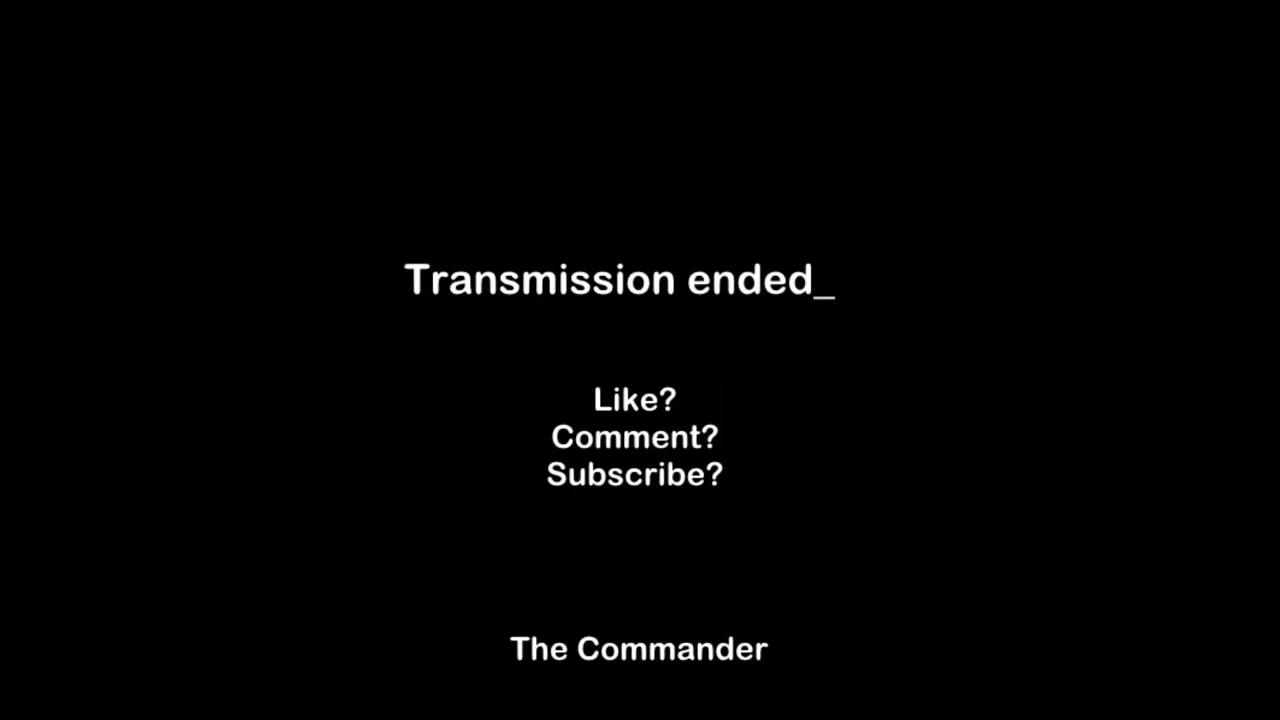 Transmission ended_
Like?
Comment?
Subscribe?
The Commander